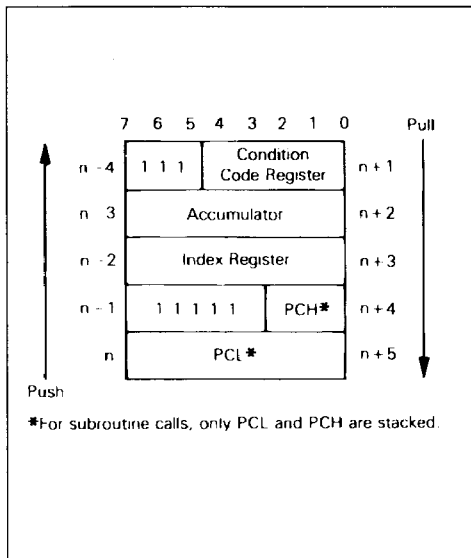 7 6 5 4 3 2 1 0
Pull
n - 4 1 1 1 Condition Code Register n + 1
n 3 Accumulator n + 2
n - 2 Index Register n + 3
n - 1 1 1 1 1 1 PCH* n + 4
n PCL* n + 5
Push
*For subroutine calls, only PCL and PCH are stacked.